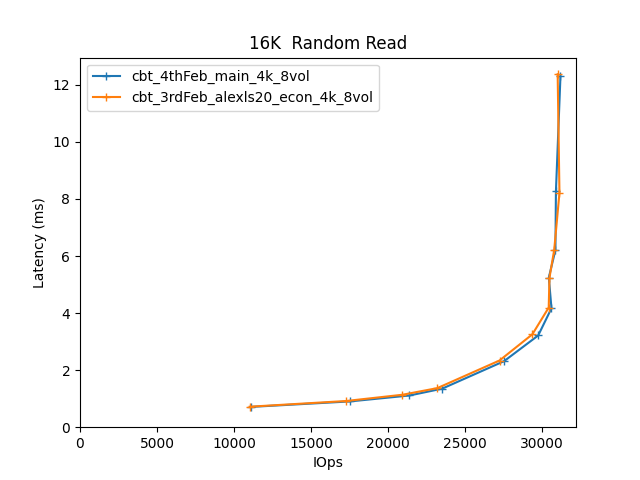 16K  Random Read
cbt_4thFeb_main_4k_8vol
cbt_3rdFeb_alexls20_econ_4k_8vol
12
10
8
6
4
2
0
Latency (ms)
0 5000 10000 15000 20000 25000 30000
IOps